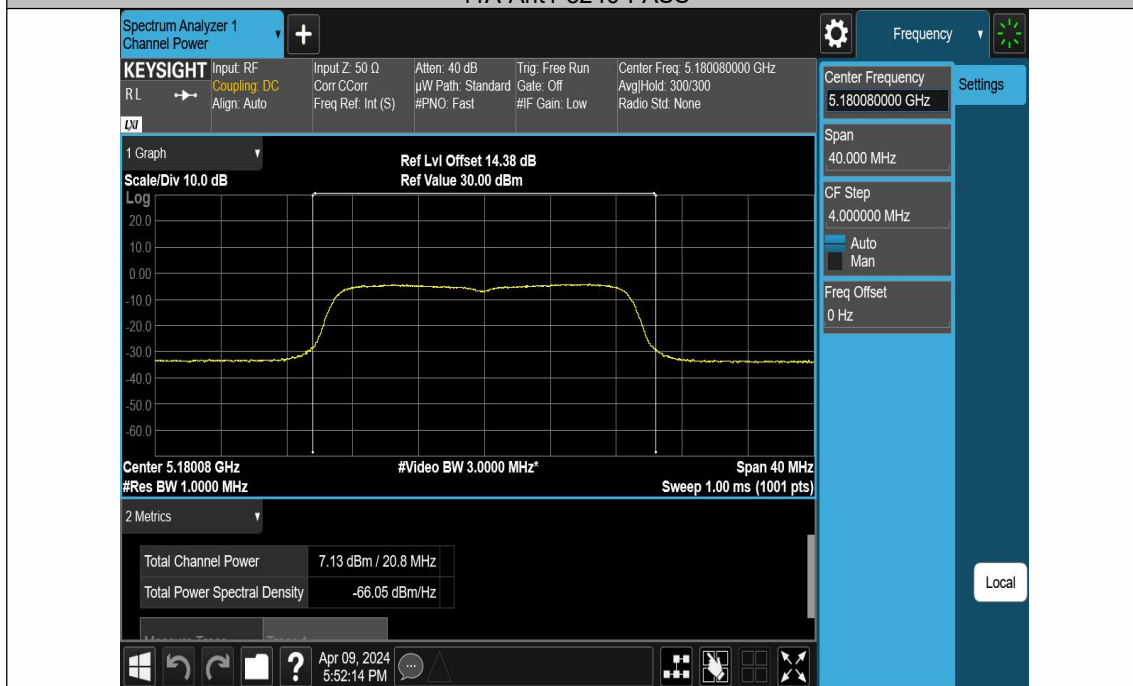 Spectrum Analyzer 1
Channel Power
Frequency
KEYSIGHT
RL
LXI
Input: RF
Coupling: DC
Align: Auto
Input Z: 50 Ω
Corr CCorr
Freq Ref: Int (S)
Atten: 40 dB
µW Path: Standard
#PNO: Fast
Trig: Free Run
Gate: Off
#IF Gain: Low
Center Freq: 5.180080000 GHz
Avg|Hold: 300/300
Radio Std: None
Center Frequency
5.180080000 GHz
Settings
Span
40.000 MHz
CF Step
4.000000 MHz
Auto
Man
Freq Offset
0 Hz
1 Graph
Scale/Div 10.0 dB
Ref Lvl Offset 14.38 dB
Ref Value 30.00 dBm
Log
20.0
10.0
0.00
-10.0
-20.0
-30.0
-40.0
-50.0
-60.0
Center 5.18008 GHz
#Video BW 3.0000 MHz*
Span 40 MHz
#Res BW 1.0000 MHz
Sweep 1.00 ms (1001 pts)
2 Metrics
Total Channel Power 7.13 dBm / 20.8 MHz
Total Power Spectral Density -66.05 dBm/Hz
Local
?
Apr 09, 2024
5:52:14 PM